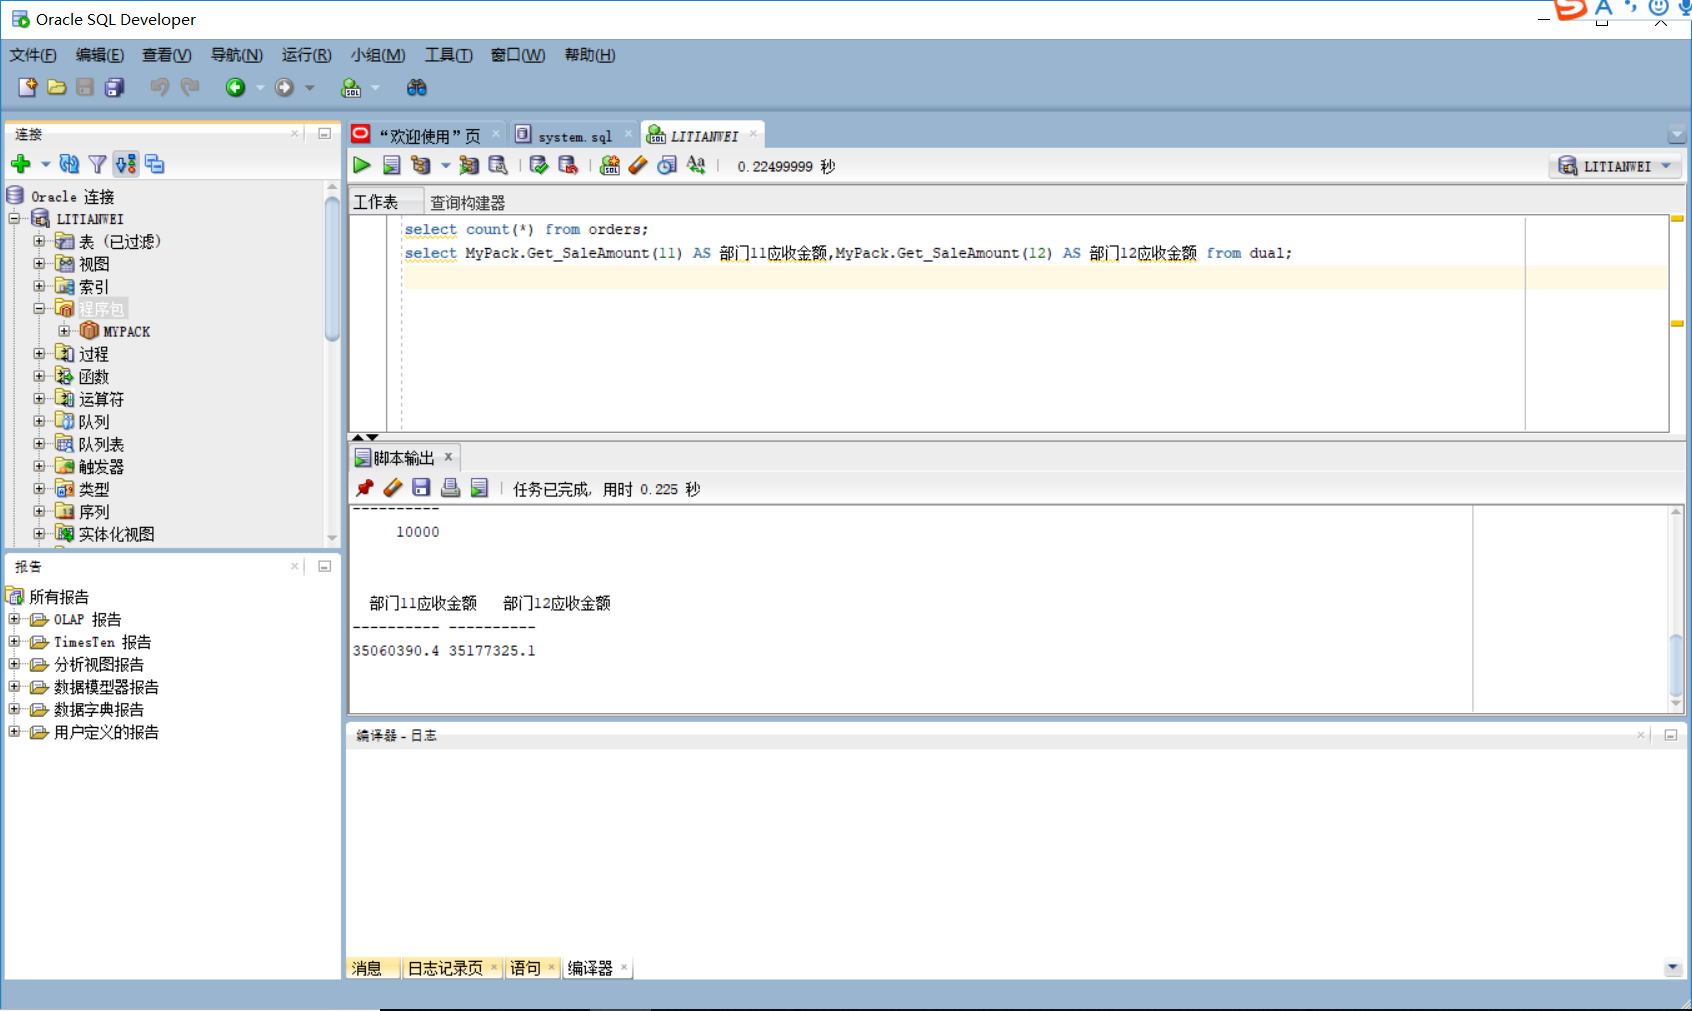 Oracle SQL Developer
文件(F) 编辑(E) 查看(V) 导航(N) 运行(R) 小组(M) 工具(T) 窗口(W) 帮助(H)
连接
Oracle 连接
LITIANWEI
表 (已过滤)
视图
索引
程序包
MYPACK
过程
函数
运算符
队列
队列表
触发器
类型
序列
实体化视图
报告
所有报告
OLAP 报告
TimesTen 报告
分析视图报告
数据模型器报告
数据字典报告
用户定义的报告
“欢迎使用”页 system.sql LITIANWEI
0.22499999 秒 LITIANWEI
工作表 查询构建器
select count(*) from orders;
select MyPack.Get_SaleAmount(11) AS 部门11应收金额,MyPack.Get_SaleAmount(12) AS 部门12应收金额 from dual;
脚本输出
任务已完成, 用时 0.225 秒
----------
10000
部门11应收金额 部门12应收金额
---------- ----------
35060390.4 35177325.1
编译器 - 日志
消息 日志记录页 语句 编译器